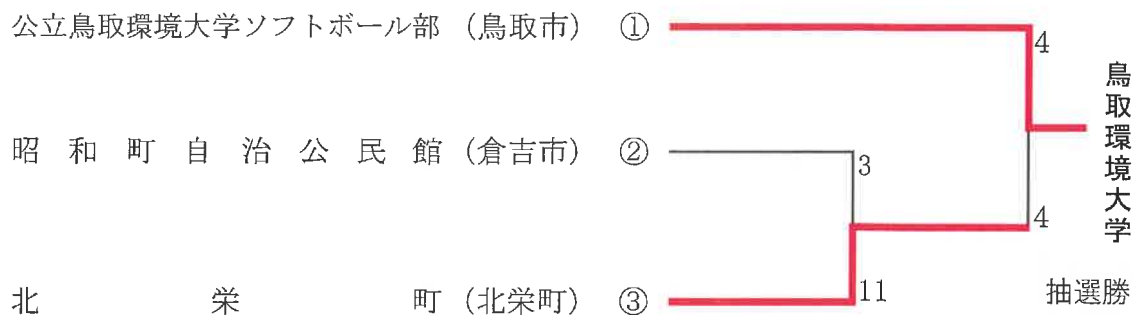 公立鳥取環境大学ソフトボール部 (鳥取市) ①
4
鳥取環境大学
昭和町自治公民館 (倉吉市) ②
3
4
北栄町 (北栄町) ③
11
抽選勝